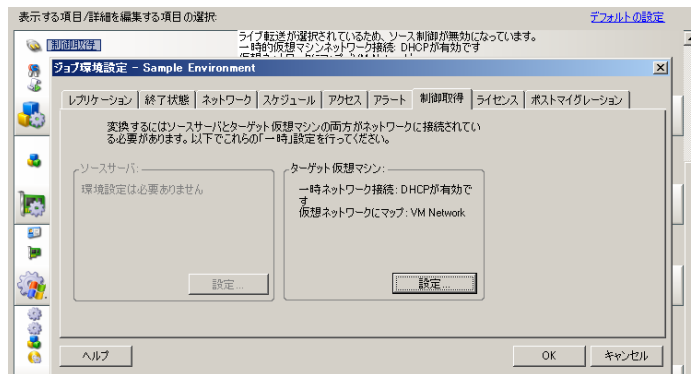 表示する項目/詳細を編集する項目の選択:
デフォルトの設定
制御取得
ライブ転送が選択されているため、ソース制御が無効になっています。
一時的仮想マシンネットワーク接続: DHCPが有効です
ジョブ環境設定 - Sample Environment
レプリケーション 終了状態 ネットワーク スケジュール アクセス アラート 制御取得 ライセンス ポストマイグレーション
変換するにはソースサーバとターゲット仮想マシンの両方がネットワークに接続されてい
る必要があります。以下でこれらの「一時」設定を行ってください。
ソースサーバ:
環境設定は必要ありません
設定...
ターゲット仮想マシン:
一時ネットワーク接続: DHCPが有効で
す
仮想ネットワークにマップ: VM Network
設定...
ヘルプ
OK
キャンセル